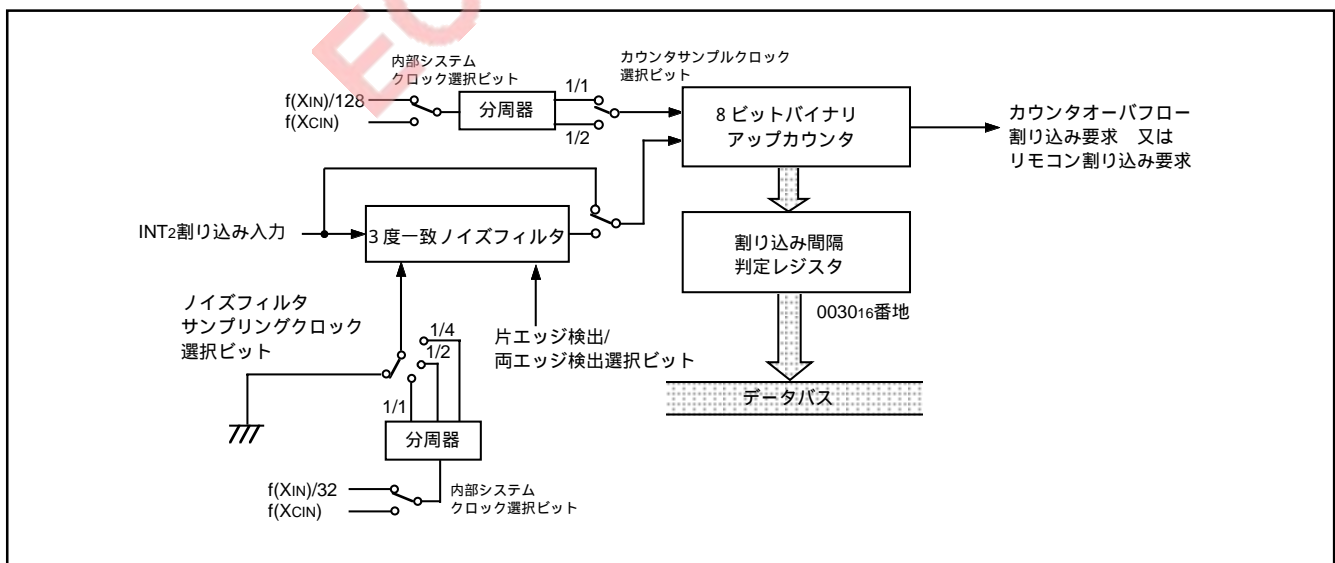 EC
内部システム
クロック選択ビット
カウンタサンプルクロック
選択ビット
f(XIN)/128
f(XCIN)
分周器
1/1
1/2
8 ビットバイナリ
アップカウンタ
カウンタオーバフロー
割り込み要求 又は
リモコン割り込み要求
INT2割り込み入力
3 度一致ノイズフィルタ
割り込み間隔
判定レジスタ
003016番地
ノイズフィルタ
サンプリングクロック
選択ビット
1/4
1/2
1/1
片エッジ検出/
両エッジ検出選択ビット
データバス
分周器
f(XIN)/32
f(XCIN)
内部システム
クロック選択ビット